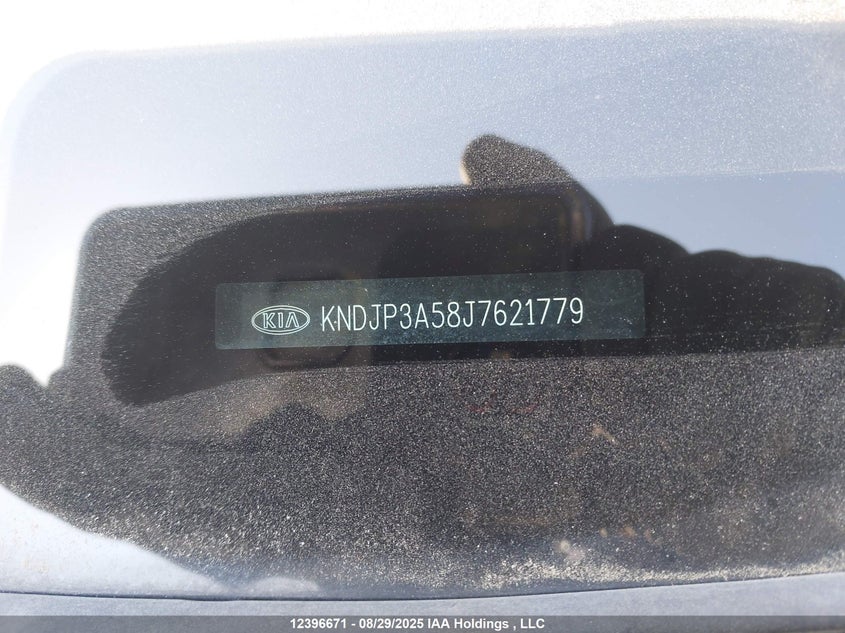 KIA KNDJP3A58J7621779
12396671 - 08/29/2025 IAA Holdings , LLC